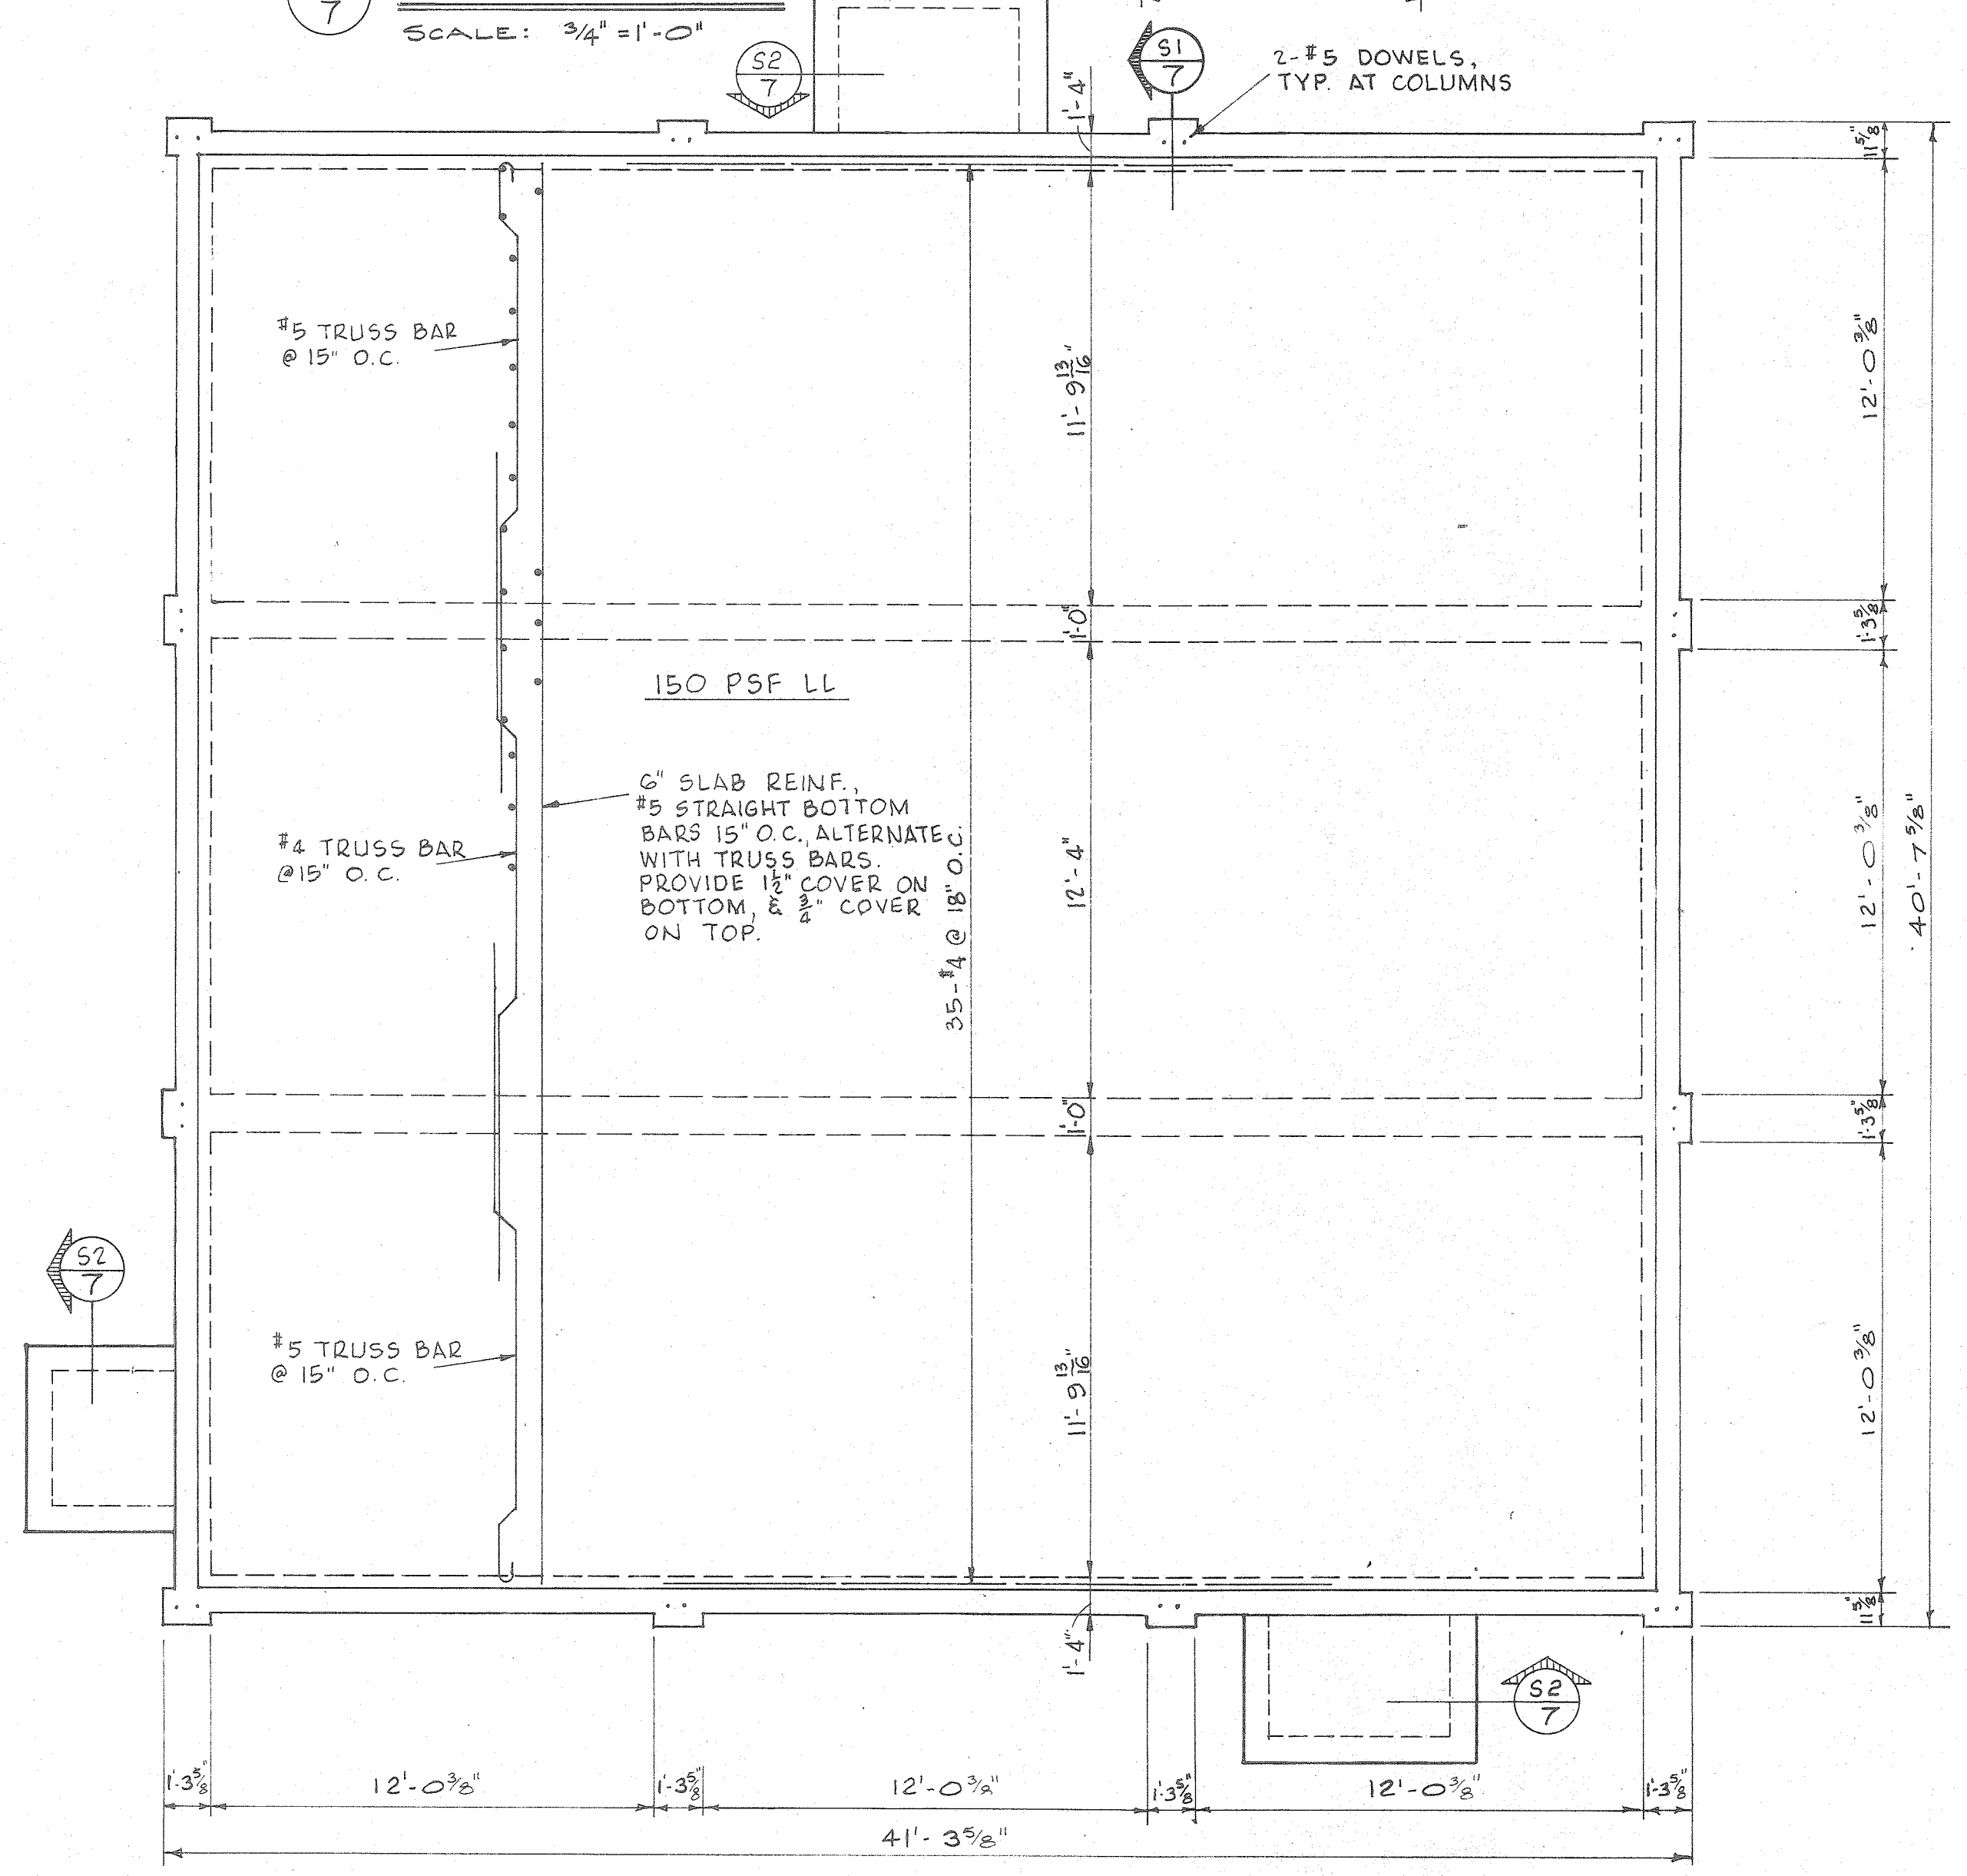 7
SCALE: 3/4" = 1'-0"
S2
7
S1
7
2-#5 DOWELS,
TYP. AT COLUMNS
1'-4"
11 5/8"
#5 TRUSS BAR
@ 15" O.C.
11'-9 13/16"
12'-0 3/8"
1'-0"
1'-3 5/8"
150 PSF LL
6" SLAB REINF.,
#5 STRAIGHT BOTTOM
BARS 15" O.C., ALTERNATE
WITH TRUSS BARS.
PROVIDE 1 1/2" COVER ON
BOTTOM, & 3/4" COVER
ON TOP.
#4 TRUSS BAR
@15" O.C.
35-#4 @ 18" O.C.
12'-4"
12'-0 3/8"
40'-7 5/8"
1'-0"
1'-3 5/8"
S2
7
#5 TRUSS BAR
@ 15" O.C.
11'-9 13/16"
12'-0 3/8"
11 5/8"
1'-4"
S2
7
1'-3 5/8"
12'-0 3/8"
1'-3 5/8"
12'-0 3/8"
1'-3 5/8"
12'-0 3/8"
1'-3 5/8"
41'-3 5/8"